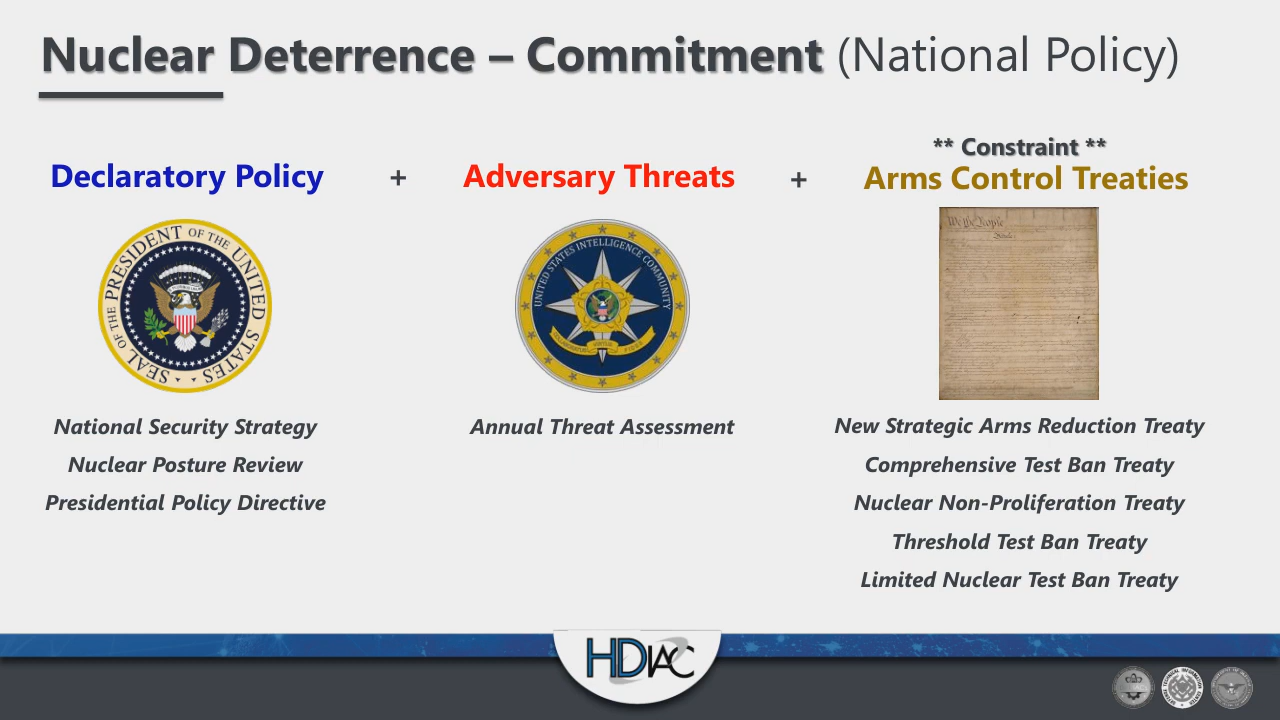 Nuclear Deterrence – Commitment (National Policy)
Declaratory Policy
+
Adversary Threats
+
** Constraint **
Arms Control Treaties
SEAL OF THE PRESIDENT OF THE UNITED STATES
UNITED STATES INTELLIGENCE COMMUNITY
We the People
National Security Strategy
Nuclear Posture Review
Presidential Policy Directive
Annual Threat Assessment
New Strategic Arms Reduction Treaty
Comprehensive Test Ban Treaty
Nuclear Non-Proliferation Treaty
Threshold Test Ban Treaty
Limited Nuclear Test Ban Treaty
HDIAC